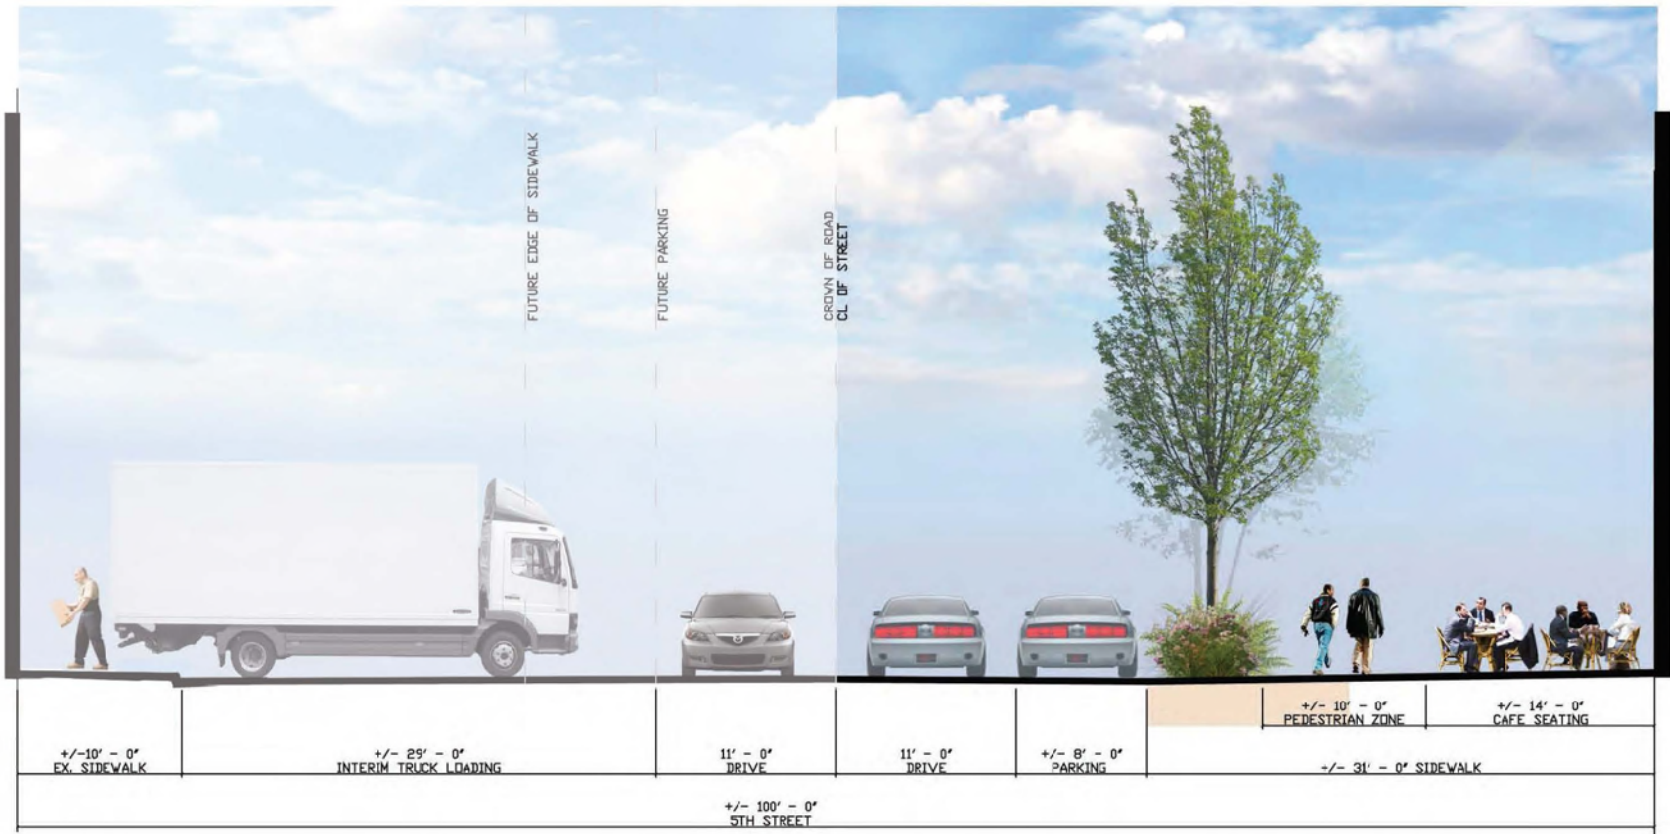 FUTURE EDGE OF SIDEWALK
FUTURE PARKING
CROWN OF ROAD
CL OF STREET
+/- 10' - 0"
PEDESTRIAN ZONE
+/- 14' - 0"
CAFE SEATING
+/-10' - 0"
EX. SIDEWALK
+/- 29' - 0"
INTERIM TRUCK LOADING
11' - 0"
DRIVE
11' - 0"
DRIVE
+/- 8' - 0"
PARKING
+/- 31' - 0" SIDEWALK
+/- 100' - 0"
5TH STREET